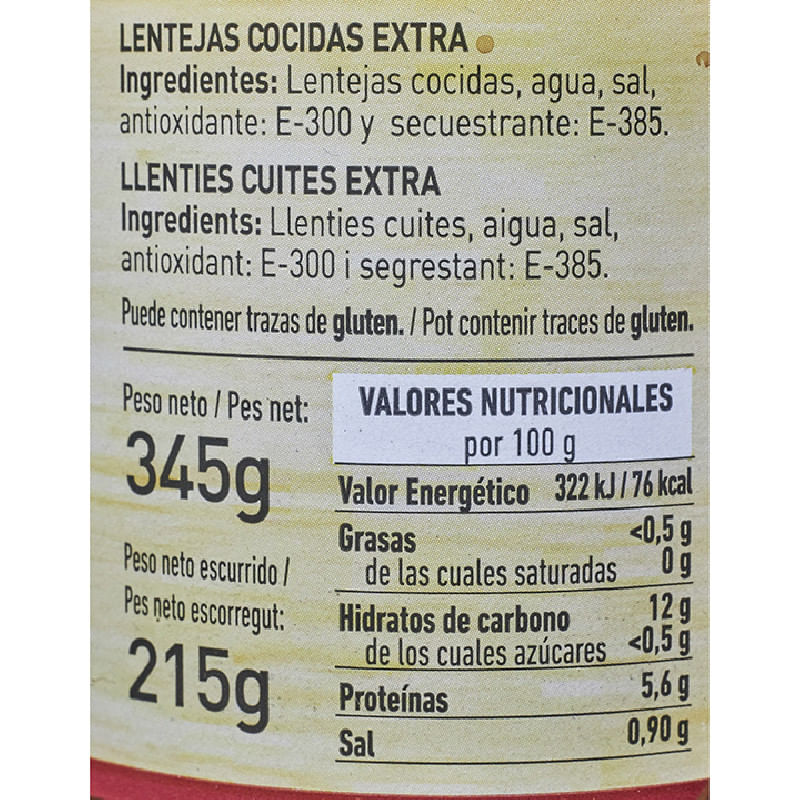 LENTEJAS COCIDAS EXTRA
Ingredientes: Lentejas cocidas, agua, sal,
antioxidante: E-300 y secuestrante: E-385.
LLENTIES CUITES EXTRA
Ingredients: Llenties cuites, aigua, sal,
antioxidant: E-300 i segrestant: E-385.
Puede contener trazas de gluten. / Pot contenir traces de gluten.
Peso neto / Pes net:
345g
Peso neto escurrido /
Pes neto escorregut:
215g
VALORES NUTRICIONALES
por 100 g
Valor Energético 322 kJ / 76 kcal
Grasas <0,5 g
de las cuales saturadas 0 g
Hidratos de carbono 12 g
de los cuales azúcares <0,5 g
Proteínas 5,6 g
Sal 0,90 g